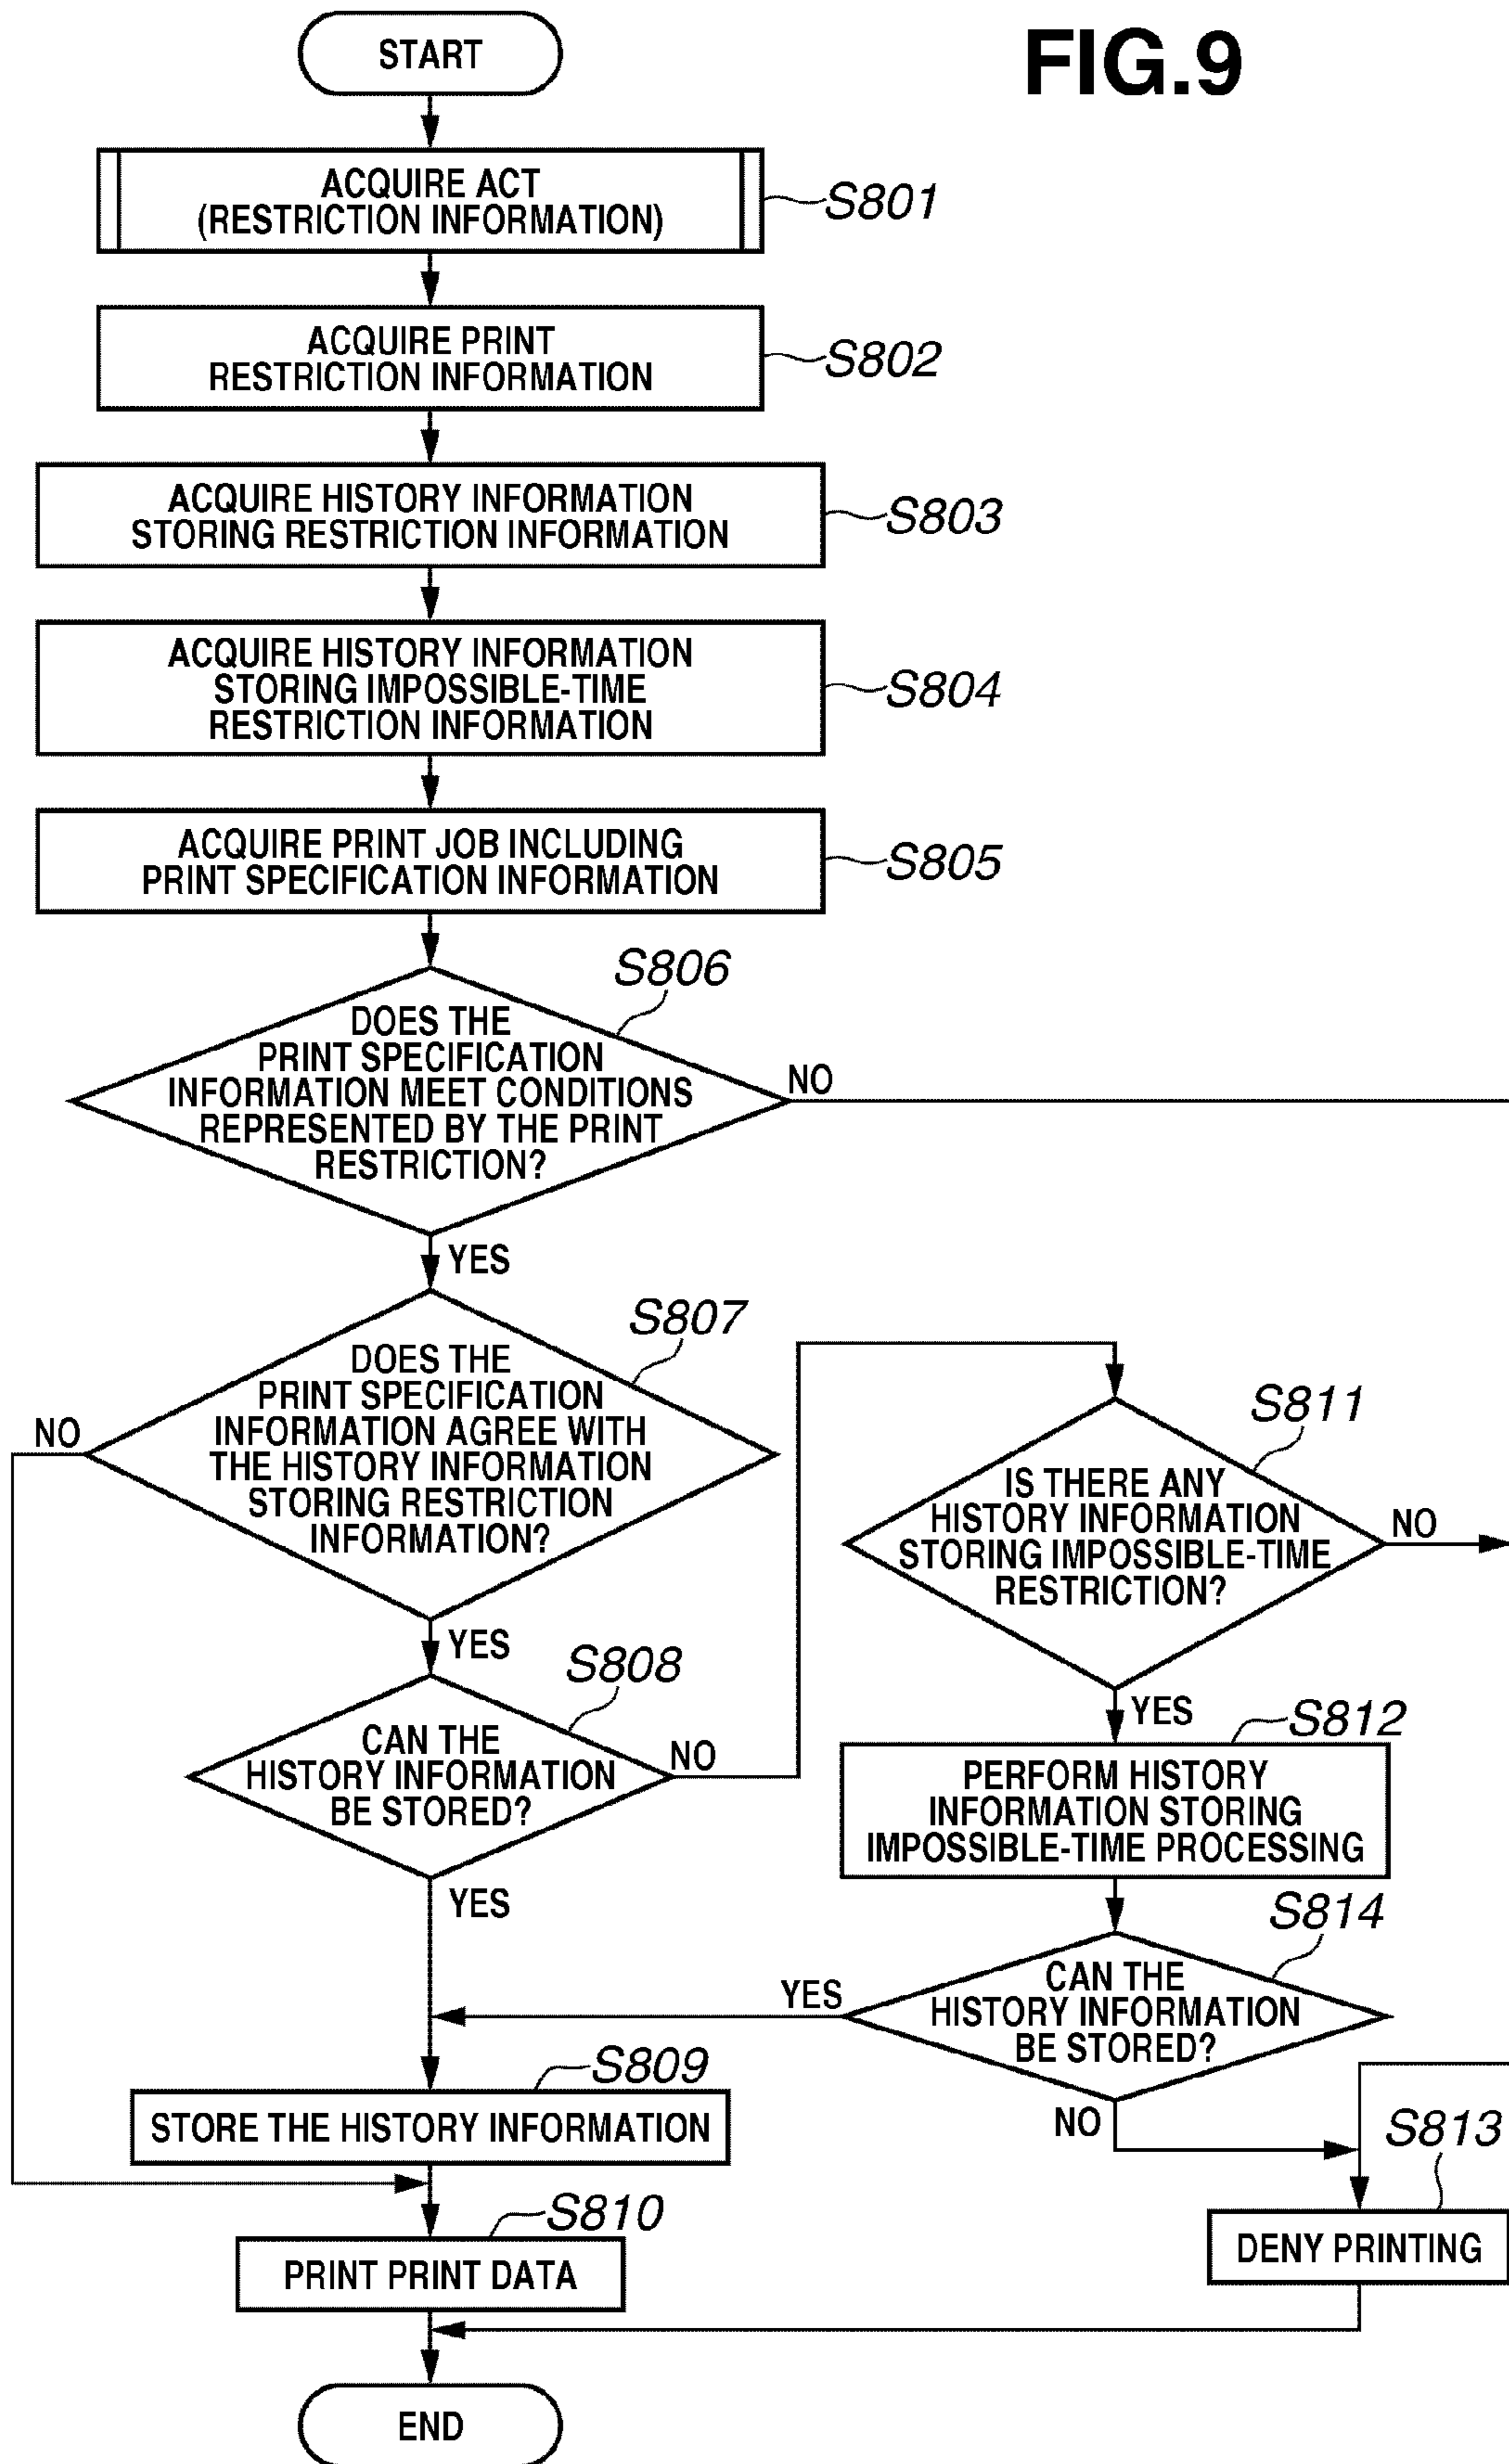 FIG.9
START
ACQUIRE ACT
(RESTRICTION INFORMATION)
S801
ACQUIRE PRINT
RESTRICTION INFORMATION
S802
ACQUIRE HISTORY INFORMATION
STORING RESTRICTION INFORMATION
S803
ACQUIRE HISTORY INFORMATION
STORING IMPOSSIBLE-TIME
RESTRICTION INFORMATION
S804
ACQUIRE PRINT JOB INCLUDING
PRINT SPECIFICATION INFORMATION
S805
S806
DOES THE
PRINT SPECIFICATION
INFORMATION MEET CONDITIONS
REPRESENTED BY THE PRINT
RESTRICTION?
NO
YES
S807
DOES THE
PRINT SPECIFICATION
INFORMATION AGREE WITH
THE HISTORY INFORMATION
STORING RESTRICTION
INFORMATION?
NO
YES
S808
CAN THE
HISTORY INFORMATION
BE STORED?
NO
YES
S811
IS THERE ANY
HISTORY INFORMATION
STORING IMPOSSIBLE-TIME
RESTRICTION?
NO
YES
S812
PERFORM HISTORY
INFORMATION STORING
IMPOSSIBLE-TIME PROCESSING
S814
CAN THE
HISTORY INFORMATION
BE STORED?
YES
NO
S809
STORE THE HISTORY INFORMATION
S813
DENY PRINTING
S810
PRINT PRINT DATA
END